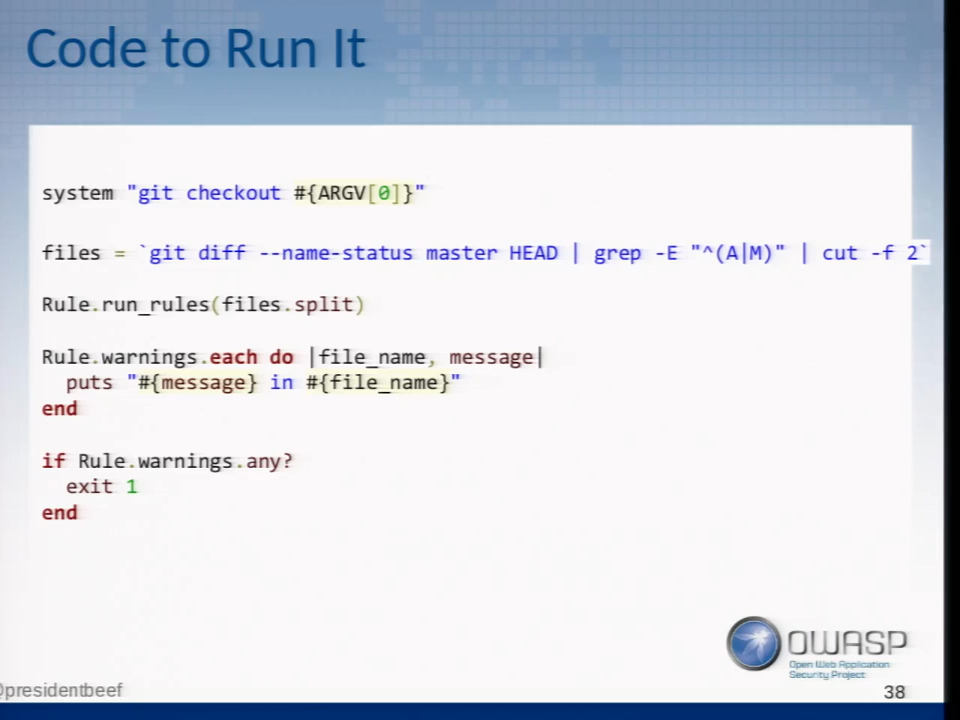 Code to Run It
system "git checkout #{ARGV[0]}"
files = `git diff --name-status master HEAD | grep -E "^(A|M)" | cut -f 2`
Rule.run_rules(files.split)
Rule.warnings.each do |file_name, message|
  puts "#{message} in #{file_name}"
end
if Rule.warnings.any?
  exit 1
end
OWASP
Open Web Application
Security Project
@presidentbeef
38